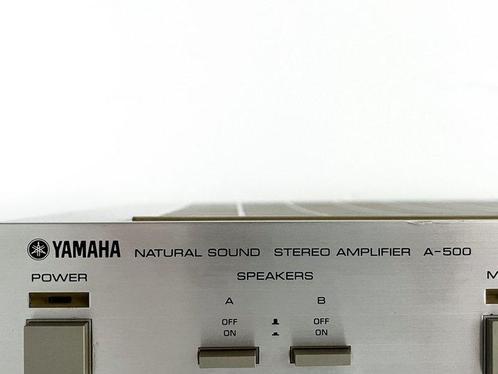 YAMAHA NATURAL SOUND STEREO AMPLIFIER A-500
POWER SPEAKERS M
A B
OFF OFF
ON ON